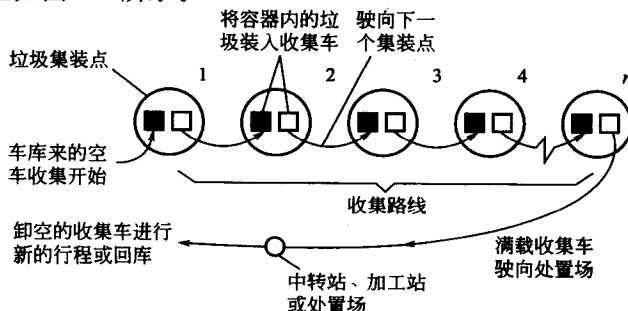 将容器内的垃
圾装入收集车
驶向下一
个集装点
垃圾集装点
1
2
3
4
n
车库来的空
车收集开始
收集路线
卸空的收集车进行
新的行程或回库
满载收集车
驶向处置场
中转站、加工站
或处置场